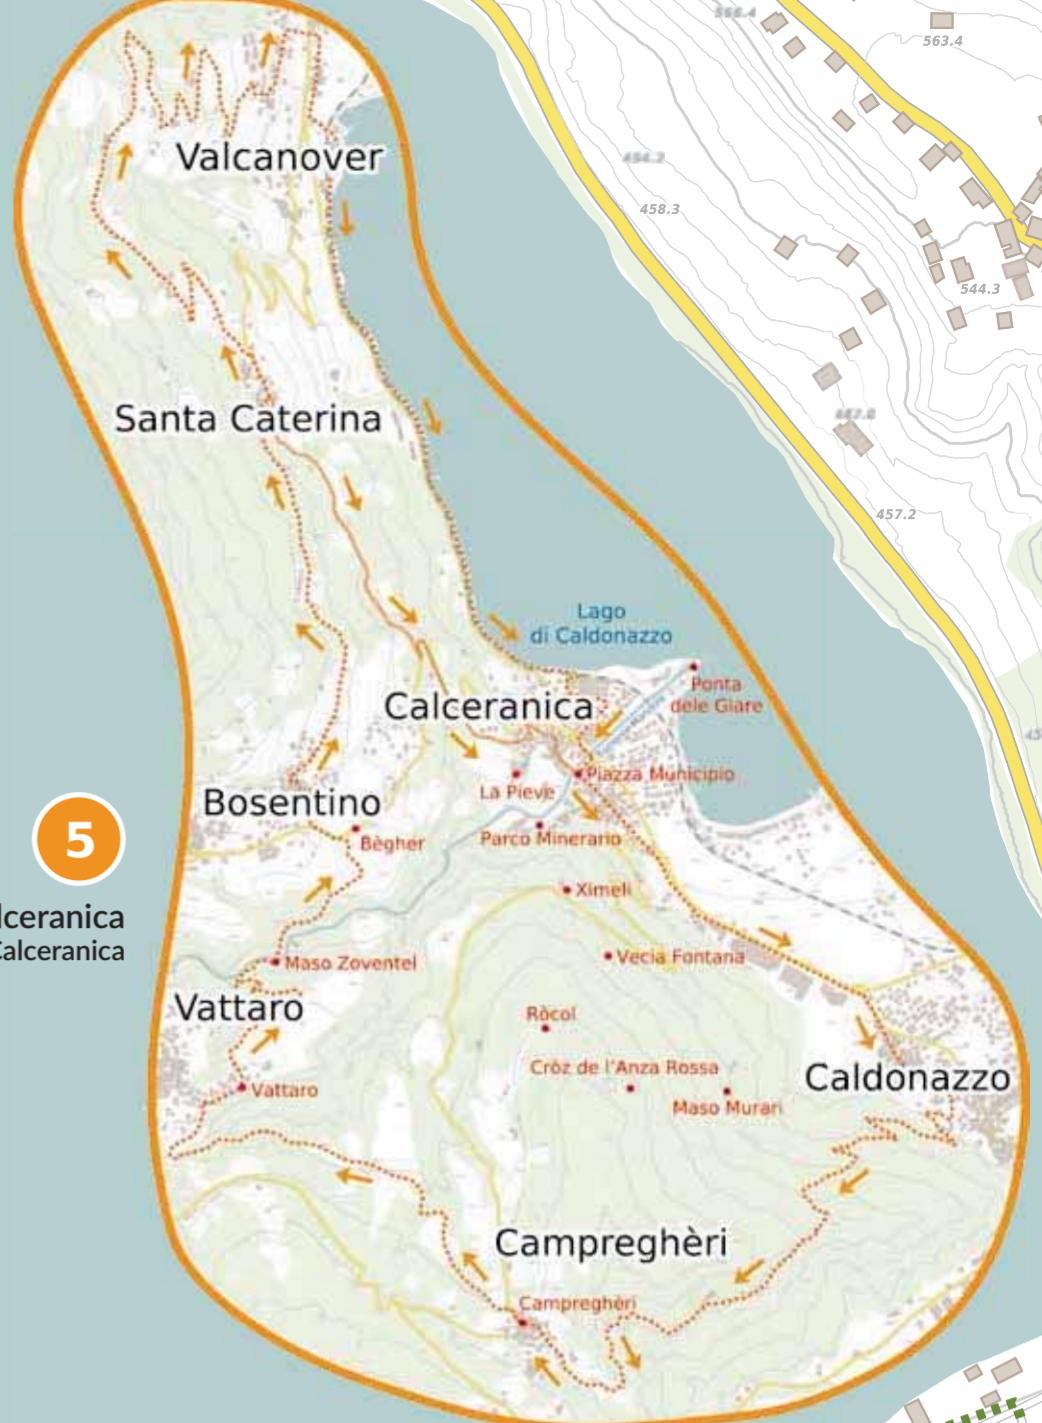 563.4
458.3
544.3
Valcanover
Santa Caterina
457.2
Lago
di Caldonazzo
Ponta
dele Giare
Calceranica
Piazza Municipio
La Pieve
Bosentino
Parco Minerario
Bègher
5
Ximeli
lceranica
Calceranica
Vecia Fontana
Maso Zoventel
Vattaro
Ròcol
Cròz de l'Anza Rossa
Caldonazzo
Vattaro
Maso Murari
Campreghèri
Campreghèri